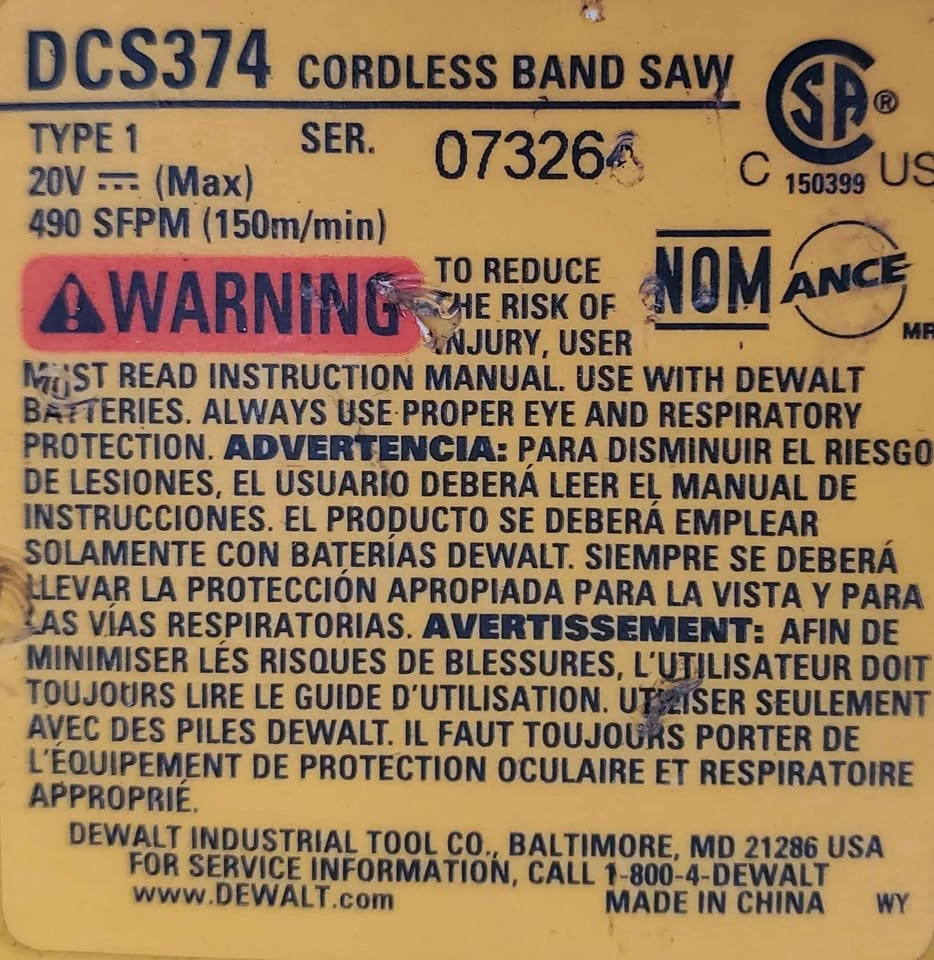 DCS374 CORDLESS BAND SAW
TYPE 1 SER. 073264
20V (Max)
490 SFPM (150m/min)
CSA ®
C 150399 US
WARNING
TO REDUCE
THE RISK OF
INJURY, USER
NOM ANCE MR
MUST READ INSTRUCTION MANUAL. USE WITH DEWALT
BATTERIES. ALWAYS USE PROPER EYE AND RESPIRATORY
PROTECTION. ADVERTENCIA: PARA DISMINUIR EL RIESGO
DE LESIONES, EL USUARIO DEBERÁ LEER EL MANUAL DE
INSTRUCCIONES. EL PRODUCTO SE DEBERÁ EMPLEAR
SOLAMENTE CON BATERÍAS DEWALT. SIEMPRE SE DEBERÁ
LLEVAR LA PROTECCIÓN APROPIADA PARA LA VISTA Y PARA
LAS VÍAS RESPIRATORIAS. AVERTISSEMENT: AFIN DE
MINIMISER LÉS RISQUES DE BLESSURES, L'UTILISATEUR DOIT
TOUJOURS LIRE LE GUIDE D'UTILISATION. UTILISER SEULEMENT
AVEC DES PILES DEWALT. IL FAUT TOUJOURS PORTER DE
L'ÉQUIPEMENT DE PROTECTION OCULAIRE ET RESPIRATOIRE
APPROPRIÉ.
DEWALT INDUSTRIAL TOOL CO., BALTIMORE, MD 21286 USA
FOR SERVICE INFORMATION, CALL 1-800-4-DEWALT
www.DEWALT.com MADE IN CHINA WY